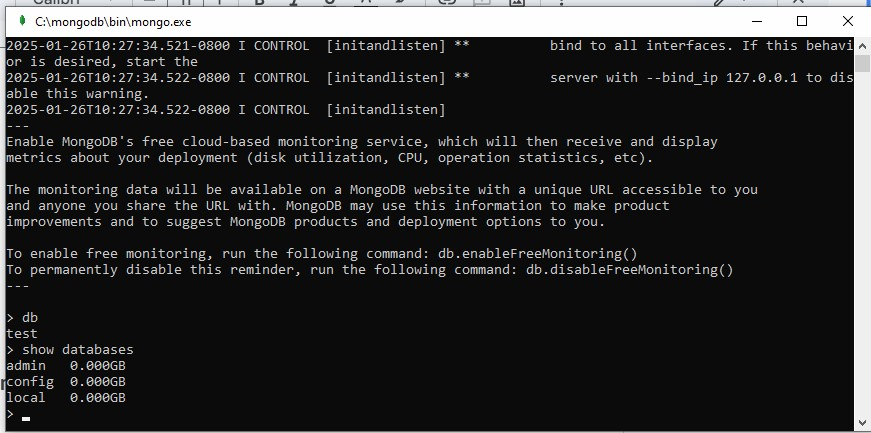 Calibri
B I U A
C:\mongodb\bin\mongo.exe
2025-01-26T10:27:34.521-0800 I CONTROL  [initandlisten] **          bind to all interfaces. If this behavi
or is desired, start the
2025-01-26T10:27:34.522-0800 I CONTROL  [initandlisten] **          server with --bind_ip 127.0.0.1 to dis
able this warning.
2025-01-26T10:27:34.522-0800 I CONTROL  [initandlisten]
---
Enable MongoDB's free cloud-based monitoring service, which will then receive and display
metrics about your deployment (disk utilization, CPU, operation statistics, etc).

The monitoring data will be available on a MongoDB website with a unique URL accessible to you
and anyone you share the URL with. MongoDB may use this information to make product
improvements and to suggest MongoDB products and deployment options to you.

To enable free monitoring, run the following command: db.enableFreeMonitoring()
To permanently disable this reminder, run the following command: db.disableFreeMonitoring()
---

> db
test
> show databases
admin   0.000GB
config  0.000GB
local   0.000GB
>